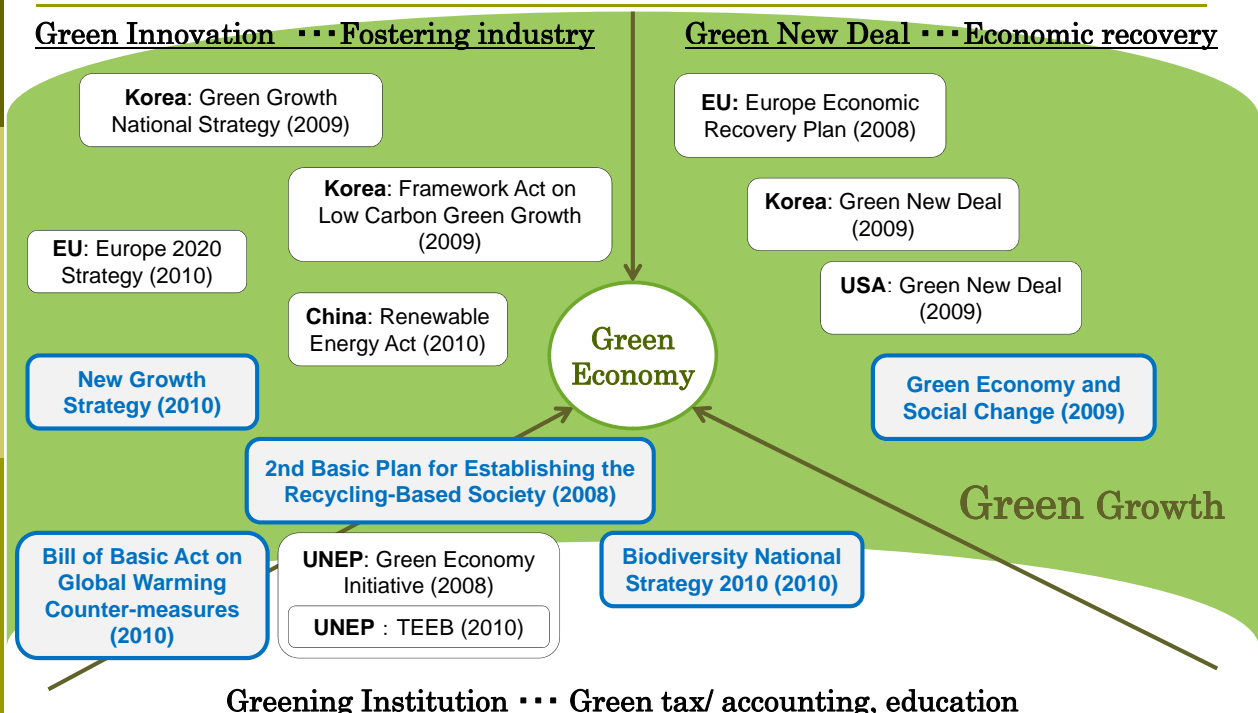 Green Innovation ･･･Fostering industry
Green New Deal ･･･Economic recovery
Korea: Green Growth
National Strategy (2009)
EU: Europe Economic
Recovery Plan (2008)
Korea: Framework Act on
Low Carbon Green Growth
(2009)
Korea: Green New Deal
(2009)
EU: Europe 2020
Strategy (2010)
USA: Green New Deal
(2009)
China: Renewable
Energy Act (2010)
Green
Economy
New Growth
Strategy (2010)
Green Economy and
Social Change (2009)
2nd Basic Plan for Establishing the
Recycling-Based Society (2008)
Green Growth
Bill of Basic Act on
Global Warming
Counter-measures
(2010)
UNEP: Green Economy
Initiative (2008)
UNEP : TEEB (2010)
Biodiversity National
Strategy 2010 (2010)
Greening Institution ･･･ Green tax/ accounting, education